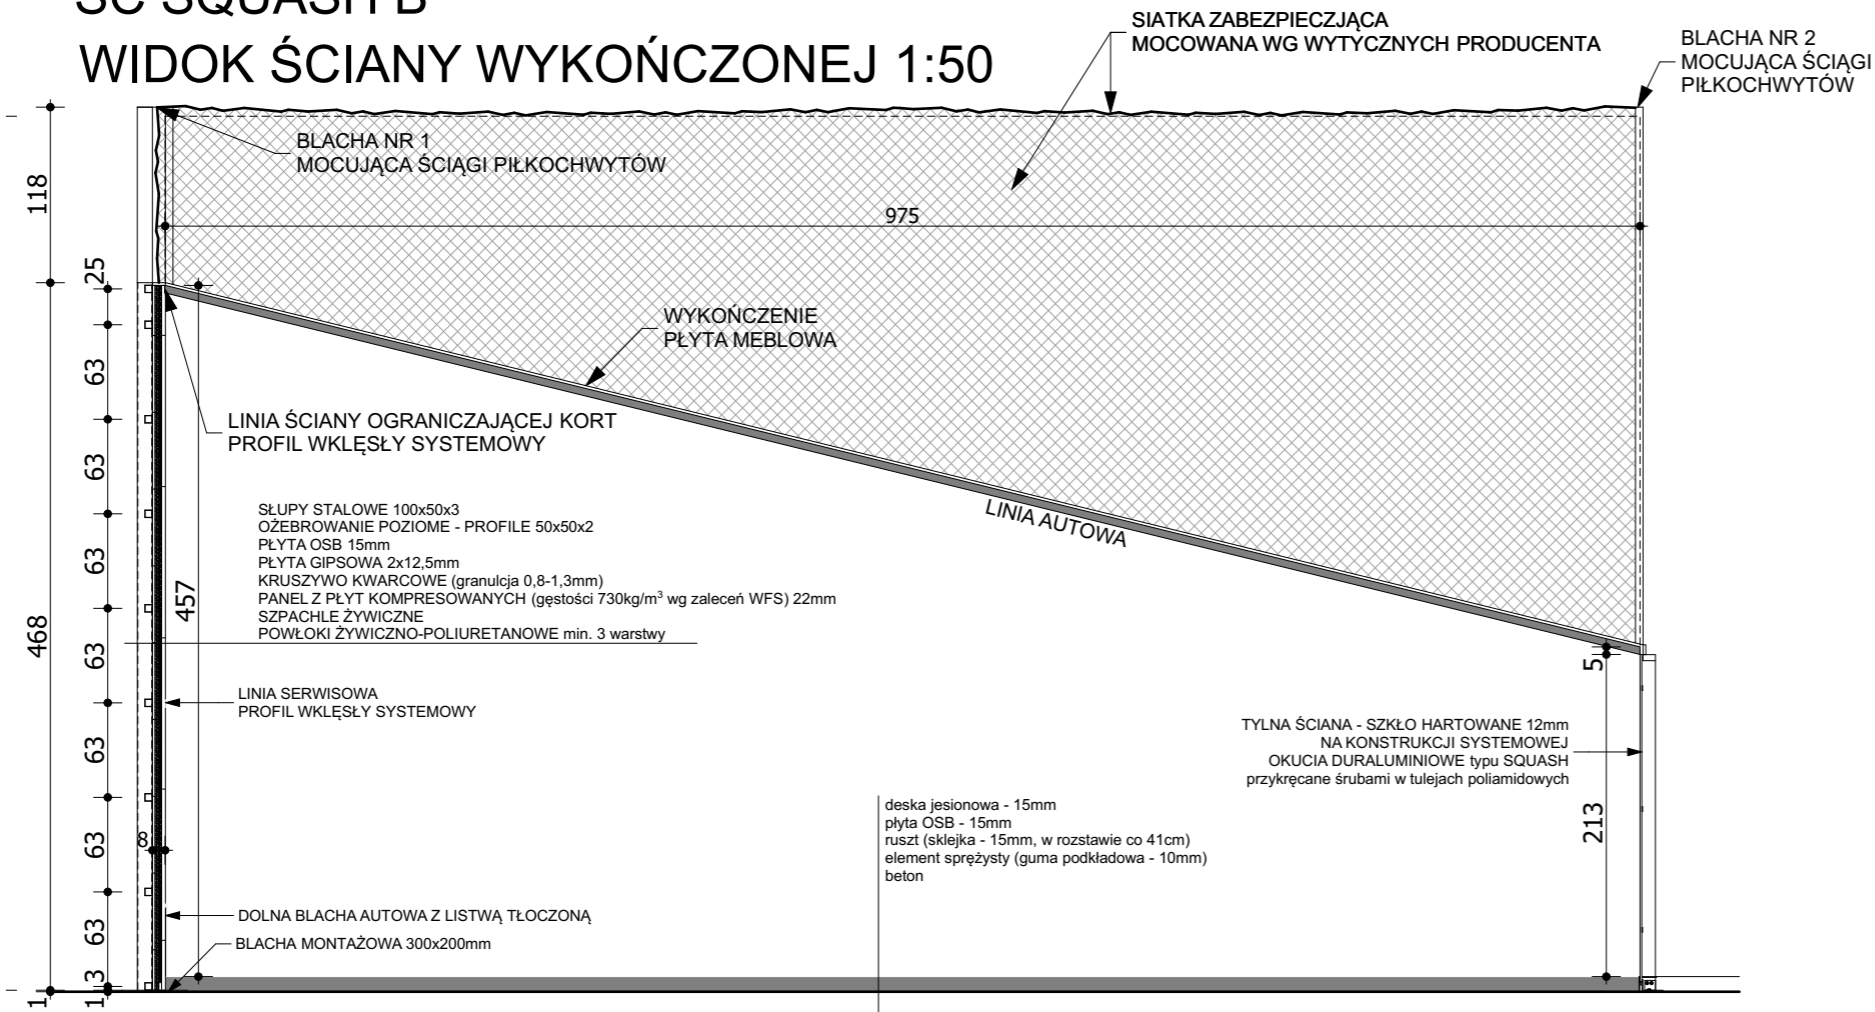 SC SQUASH B
WIDOK ŚCIANY WYKOŃCZONEJ 1:50
SIATKA ZABEZPIECZJĄCA
MOCOWANA WG WYTYCZNYCH PRODUCENTA
BLACHA NR 2
MOCUJĄCA ŚCIĄGI
PIŁKOCHWYTÓW
BLACHA NR 1
MOCUJĄCA ŚCIĄGI PIŁKOCHWYTÓW
118
975
25
WYKOŃCZENIE
PŁYTA MEBLOWA
63
LINIA ŚCIANY OGRANICZAJĄCEJ KORT
PROFIL WKLĘSŁY SYSTEMOWY
63
LINIA AUTOWA
SŁUPY STALOWE 100x50x3
OŻEBROWANIE POZIOME - PROFILE 50x50x2
PŁYTA OSB 15mm
PŁYTA GIPSOWA 2x12,5mm
KRUSZYWO KWARCOWE (granulcja 0,8-1,3mm)
PANEL Z PŁYT KOMPRESOWANYCH (gęstości 730kg/m³ wg zaleceń WFS) 22mm
SZPACHLE ŻYWICZNE
POWŁOKI ŻYWICZNO-POLIURETANOWE min. 3 warstwy
63
457
468
63
5
LINIA SERWISOWA
PROFIL WKLĘSŁY SYSTEMOWY
63
TYLNA ŚCIANA - SZKŁO HARTOWANE 12mm
NA KONSTRUKCJI SYSTEMOWEJ
OKUCIA DURALUMINIOWE typu SQUASH
przykręcane śrubami w tulejach poliamidowych
213
deska jesionowa - 15mm
płyta OSB - 15mm
ruszt (sklejka - 15mm, w rozstawie co 41cm)
element sprężysty (guma podkładowa - 10mm)
beton
63
8
DOLNA BLACHA AUTOWA Z LISTWĄ TŁOCZONĄ
63
BLACHA MONTAŻOWA 300x200mm
3
1
1